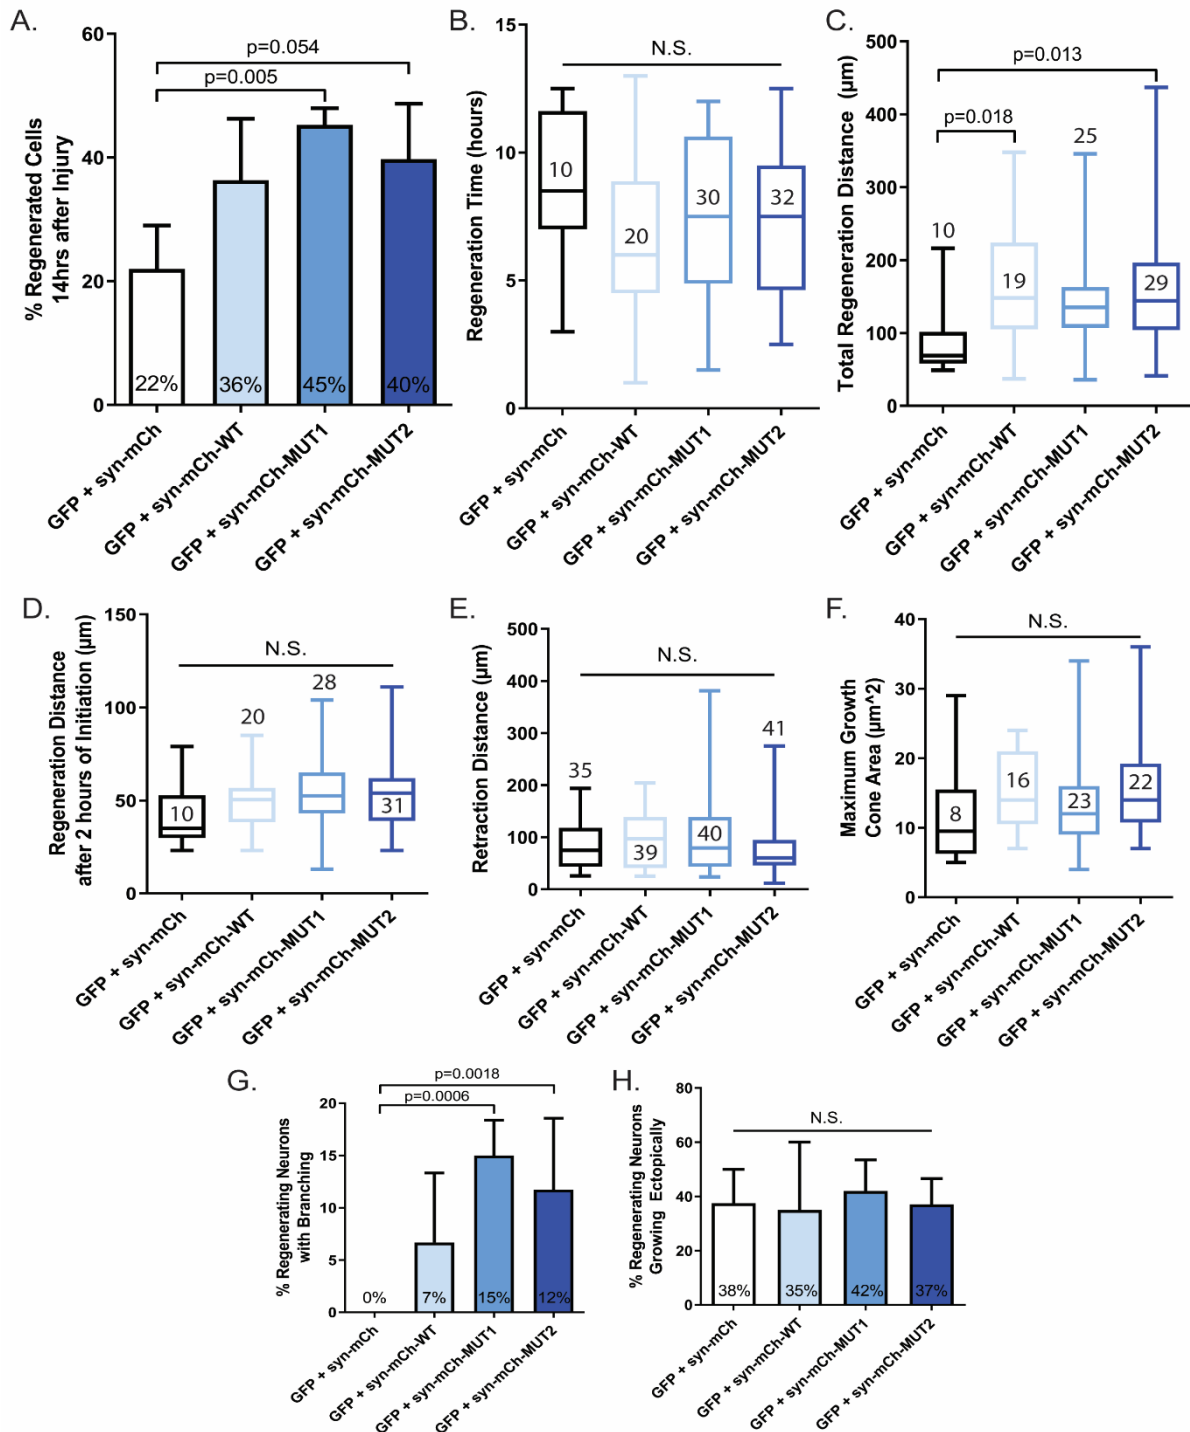 A.
% Regenerated Cells
14hrs after Injury
60
40
20
0
p=0.054
p=0.005
22%
36%
45%
40%
GFP + syn-mCh
GFP + syn-mCh-WT
GFP + syn-mCh-MUT1
GFP + syn-mCh-MUT2
B.
Regeneration Time (hours)
15
10
5
0
N.S.
10
20
30
32
GFP + syn-mCh
GFP + syn-mCh-WT
GFP + syn-mCh-MUT1
GFP + syn-mCh-MUT2
C.
Total Regeneration Distance (µm)
500
400
300
200
100
0
p=0.013
p=0.018
10
19
25
29
GFP + syn-mCh
GFP + syn-mCh-WT
GFP + syn-mCh-MUT1
GFP + syn-mCh-MUT2
D.
Regeneration Distance
after 2 hours of Initiation (µm)
150
100
50
0
N.S.
10
20
28
31
GFP + syn-mCh
GFP + syn-mCh-WT
GFP + syn-mCh-MUT1
GFP + syn-mCh-MUT2
E.
Retraction Distance (µm)
500
400
300
200
100
0
N.S.
35
39
40
41
GFP + syn-mCh
GFP + syn-mCh-WT
GFP + syn-mCh-MUT1
GFP + syn-mCh-MUT2
F.
Maximum Growth
Cone Area (µm^2)
40
30
20
10
0
N.S.
8
16
23
22
GFP + syn-mCh
GFP + syn-mCh-WT
GFP + syn-mCh-MUT1
GFP + syn-mCh-MUT2
G.
% Regenerating Neurons
with Branching
20
15
10
5
0
p=0.0018
p=0.0006
0%
7%
15%
12%
GFP + syn-mCh
GFP + syn-mCh-WT
GFP + syn-mCh-MUT1
GFP + syn-mCh-MUT2
H.
% Regenerating Neurons
Growing Ectopically
80
60
40
20
0
N.S.
38%
35%
42%
37%
GFP + syn-mCh
GFP + syn-mCh-WT
GFP + syn-mCh-MUT1
GFP + syn-mCh-MUT2